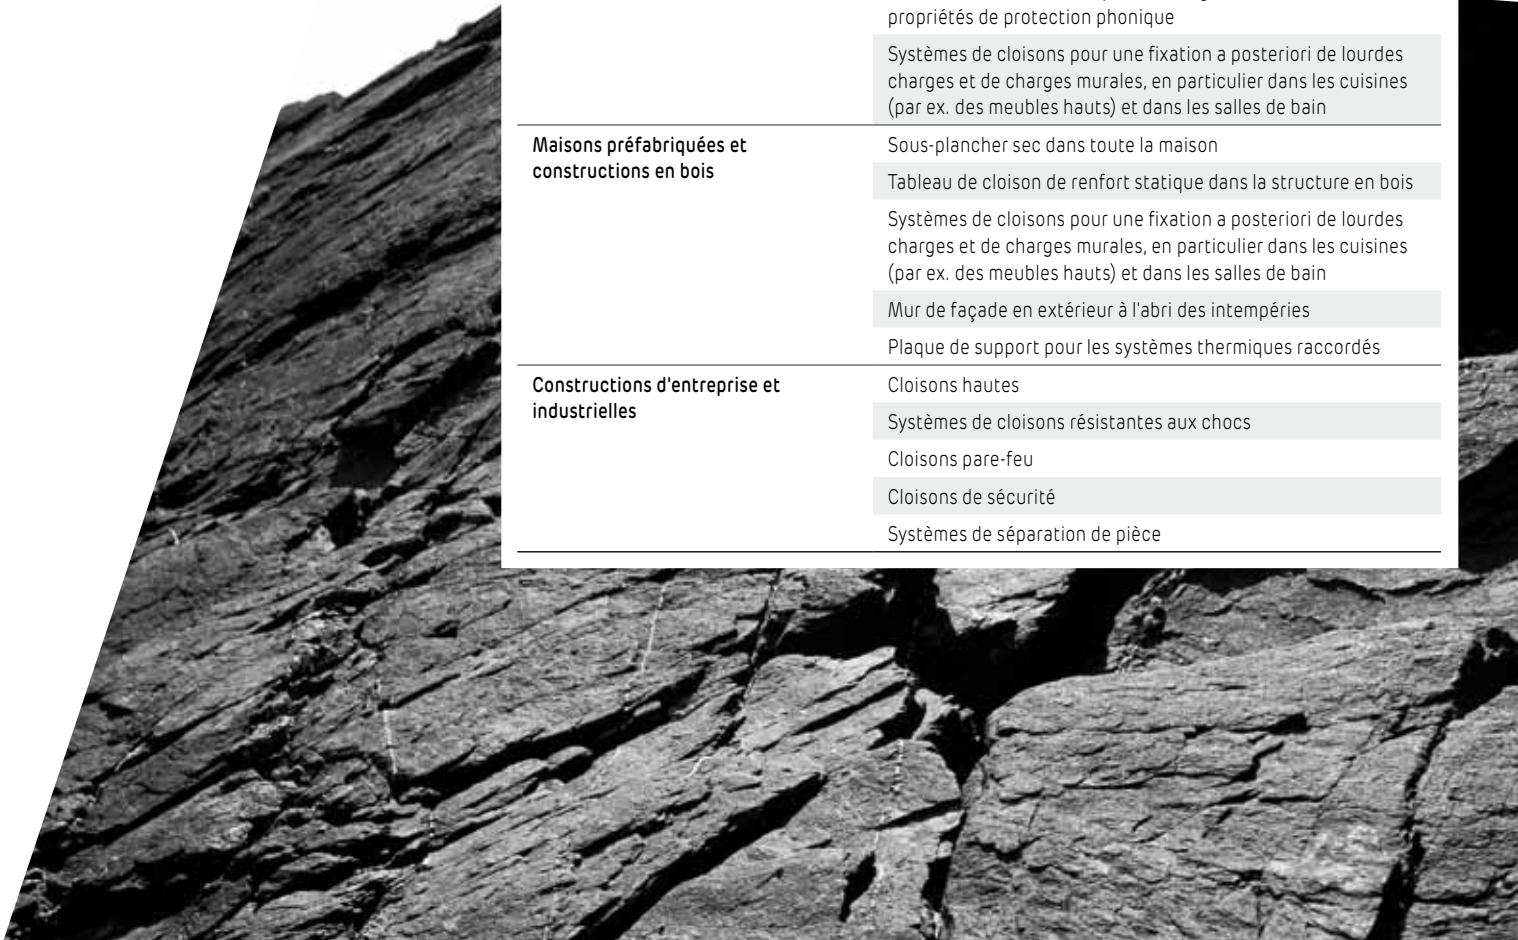 propriétés de protection phonique
Systèmes de cloisons pour une fixation a posteriori de lourdes
charges et de charges murales, en particulier dans les cuisines
(par ex. des meubles hauts) et dans les salles de bain
Maisons préfabriquées et
constructions en bois
Sous-plancher sec dans toute la maison
Tableau de cloison de renfort statique dans la structure en bois
Systèmes de cloisons pour une fixation a posteriori de lourdes
charges et de charges murales, en particulier dans les cuisines
(par ex. des meubles hauts) et dans les salles de bain
Mur de façade en extérieur à l'abri des intempéries
Plaque de support pour les systèmes thermiques raccordés
Constructions d'entreprise et
industrielles
Cloisons hautes
Systèmes de cloisons résistantes aux chocs
Cloisons pare-feu
Cloisons de sécurité
Systèmes de séparation de pièce